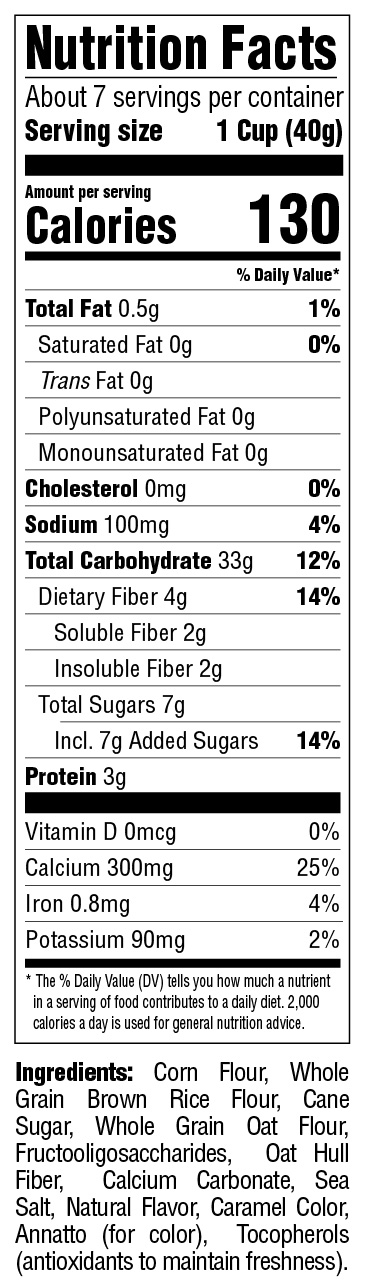 Nutrition Facts
About 7 servings per container
Serving size 1 Cup (40g)
Amount per serving
Calories 130
% Daily Value*
Total Fat 0.5g 1%
Saturated Fat 0g 0%
Trans Fat 0g
Polyunsaturated Fat 0g
Monounsaturated Fat 0g
Cholesterol 0mg 0%
Sodium 100mg 4%
Total Carbohydrate 33g 12%
Dietary Fiber 4g 14%
Soluble Fiber 2g
Insoluble Fiber 2g
Total Sugars 7g
Incl. 7g Added Sugars 14%
Protein 3g
Vitamin D 0mcg 0%
Calcium 300mg 25%
Iron 0.8mg 4%
Potassium 90mg 2%
* The % Daily Value (DV) tells you how much a nutrient
in a serving of food contributes to a daily diet. 2,000
calories a day is used for general nutrition advice.
Ingredients: Corn Flour, Whole
Grain Brown Rice Flour, Cane
Sugar, Whole Grain Oat Flour,
Fructooligosaccharides, Oat Hull
Fiber, Calcium Carbonate, Sea
Salt, Natural Flavor, Caramel Color,
Annatto (for color), Tocopherols
(antioxidants to maintain freshness).